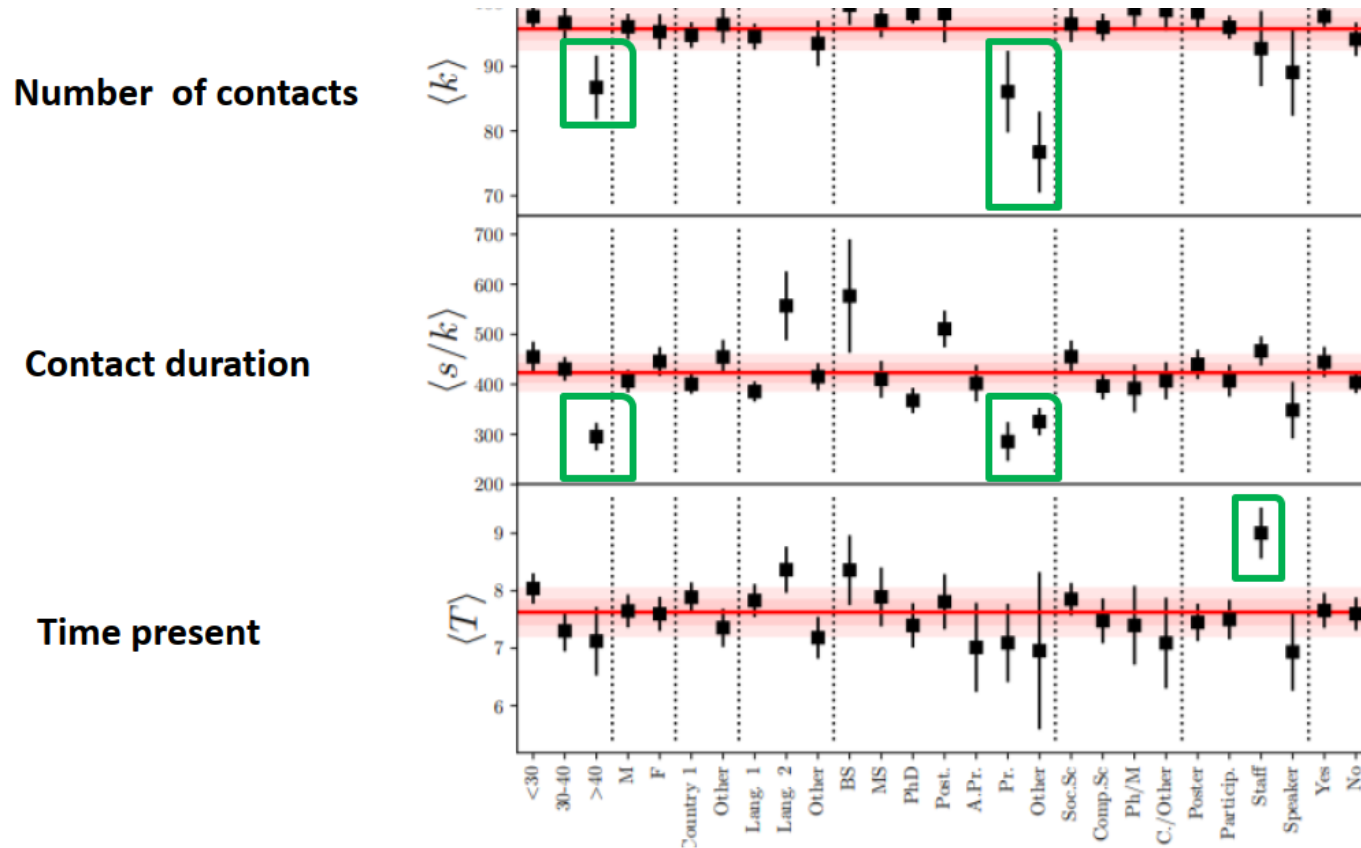 Number of contacts
⟨k⟩
90
80
70
Contact duration
⟨s/k⟩
700
600
500
400
300
200
Time present
⟨T⟩
9
8
7
6
<30
30-40
>40
M
F
Country 1
Other
Lang. 1
Lang. 2
Other
BS
MS
PhD
Post.
A.Pr.
Pr.
Other
Soc.Sc
Comp.Sc
Ph/M
C./Other
Poster
Particip.
Staff
Speaker
Yes
No